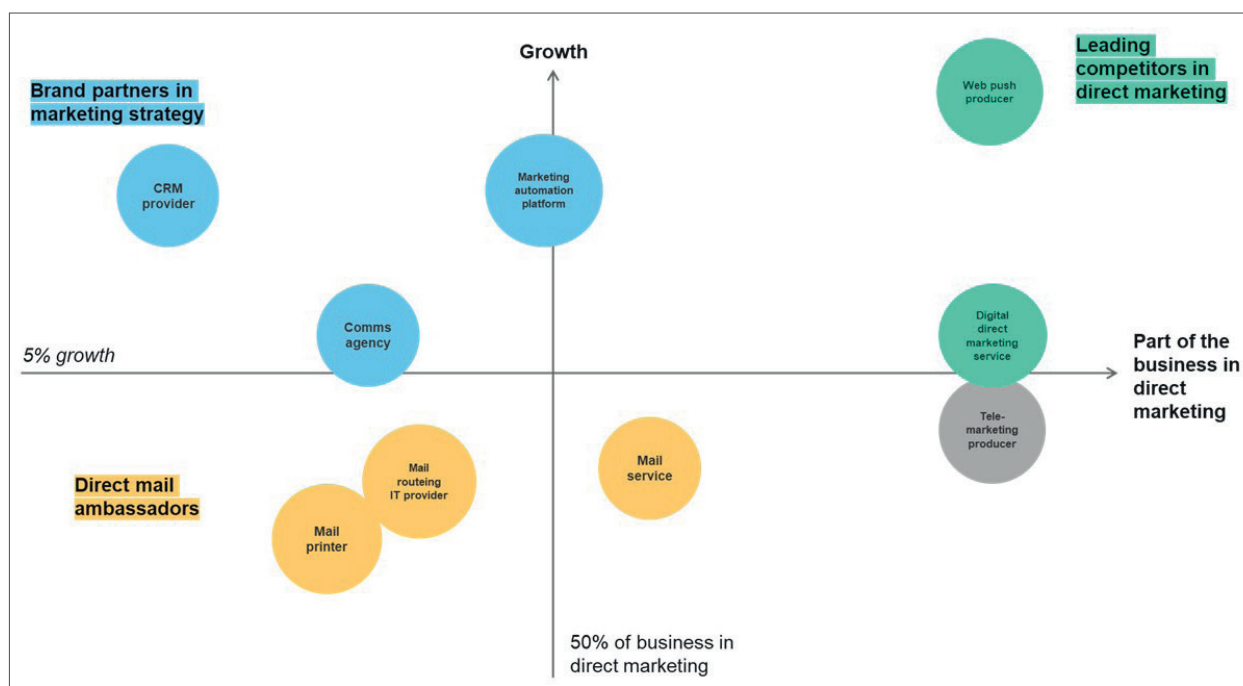 Growth
Leading
competitors in
direct marketing
Brand partners in
marketing strategy
Web push
producer
CRM
provider
Marketing
automation
platform
Comms
agency
Digital
direct
marketing
service
5% growth
Part of the
business in
direct
marketing
Tele-
marketing
producer
Direct mail
ambassadors
Mail
routeing
IT provider
Mail
service
Mail
printer
50% of business in
direct marketing